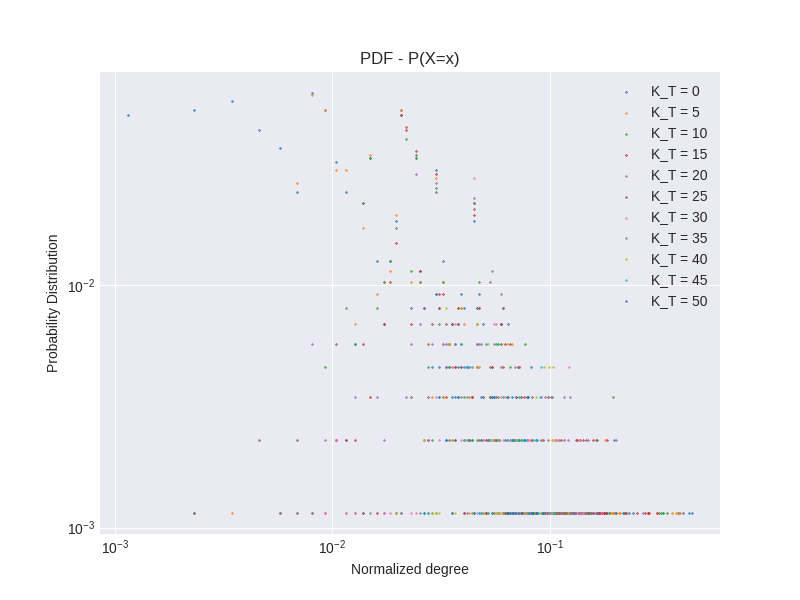 PDF - P(X=x)
K_T = 0
K_T = 5
K_T = 10
K_T = 15
K_T = 20
K_T = 25
K_T = 30
K_T = 35
K_T = 40
K_T = 45
K_T = 50
Probability Distribution
10⁻²
10⁻³
10⁻³
10⁻²
10⁻¹
Normalized degree